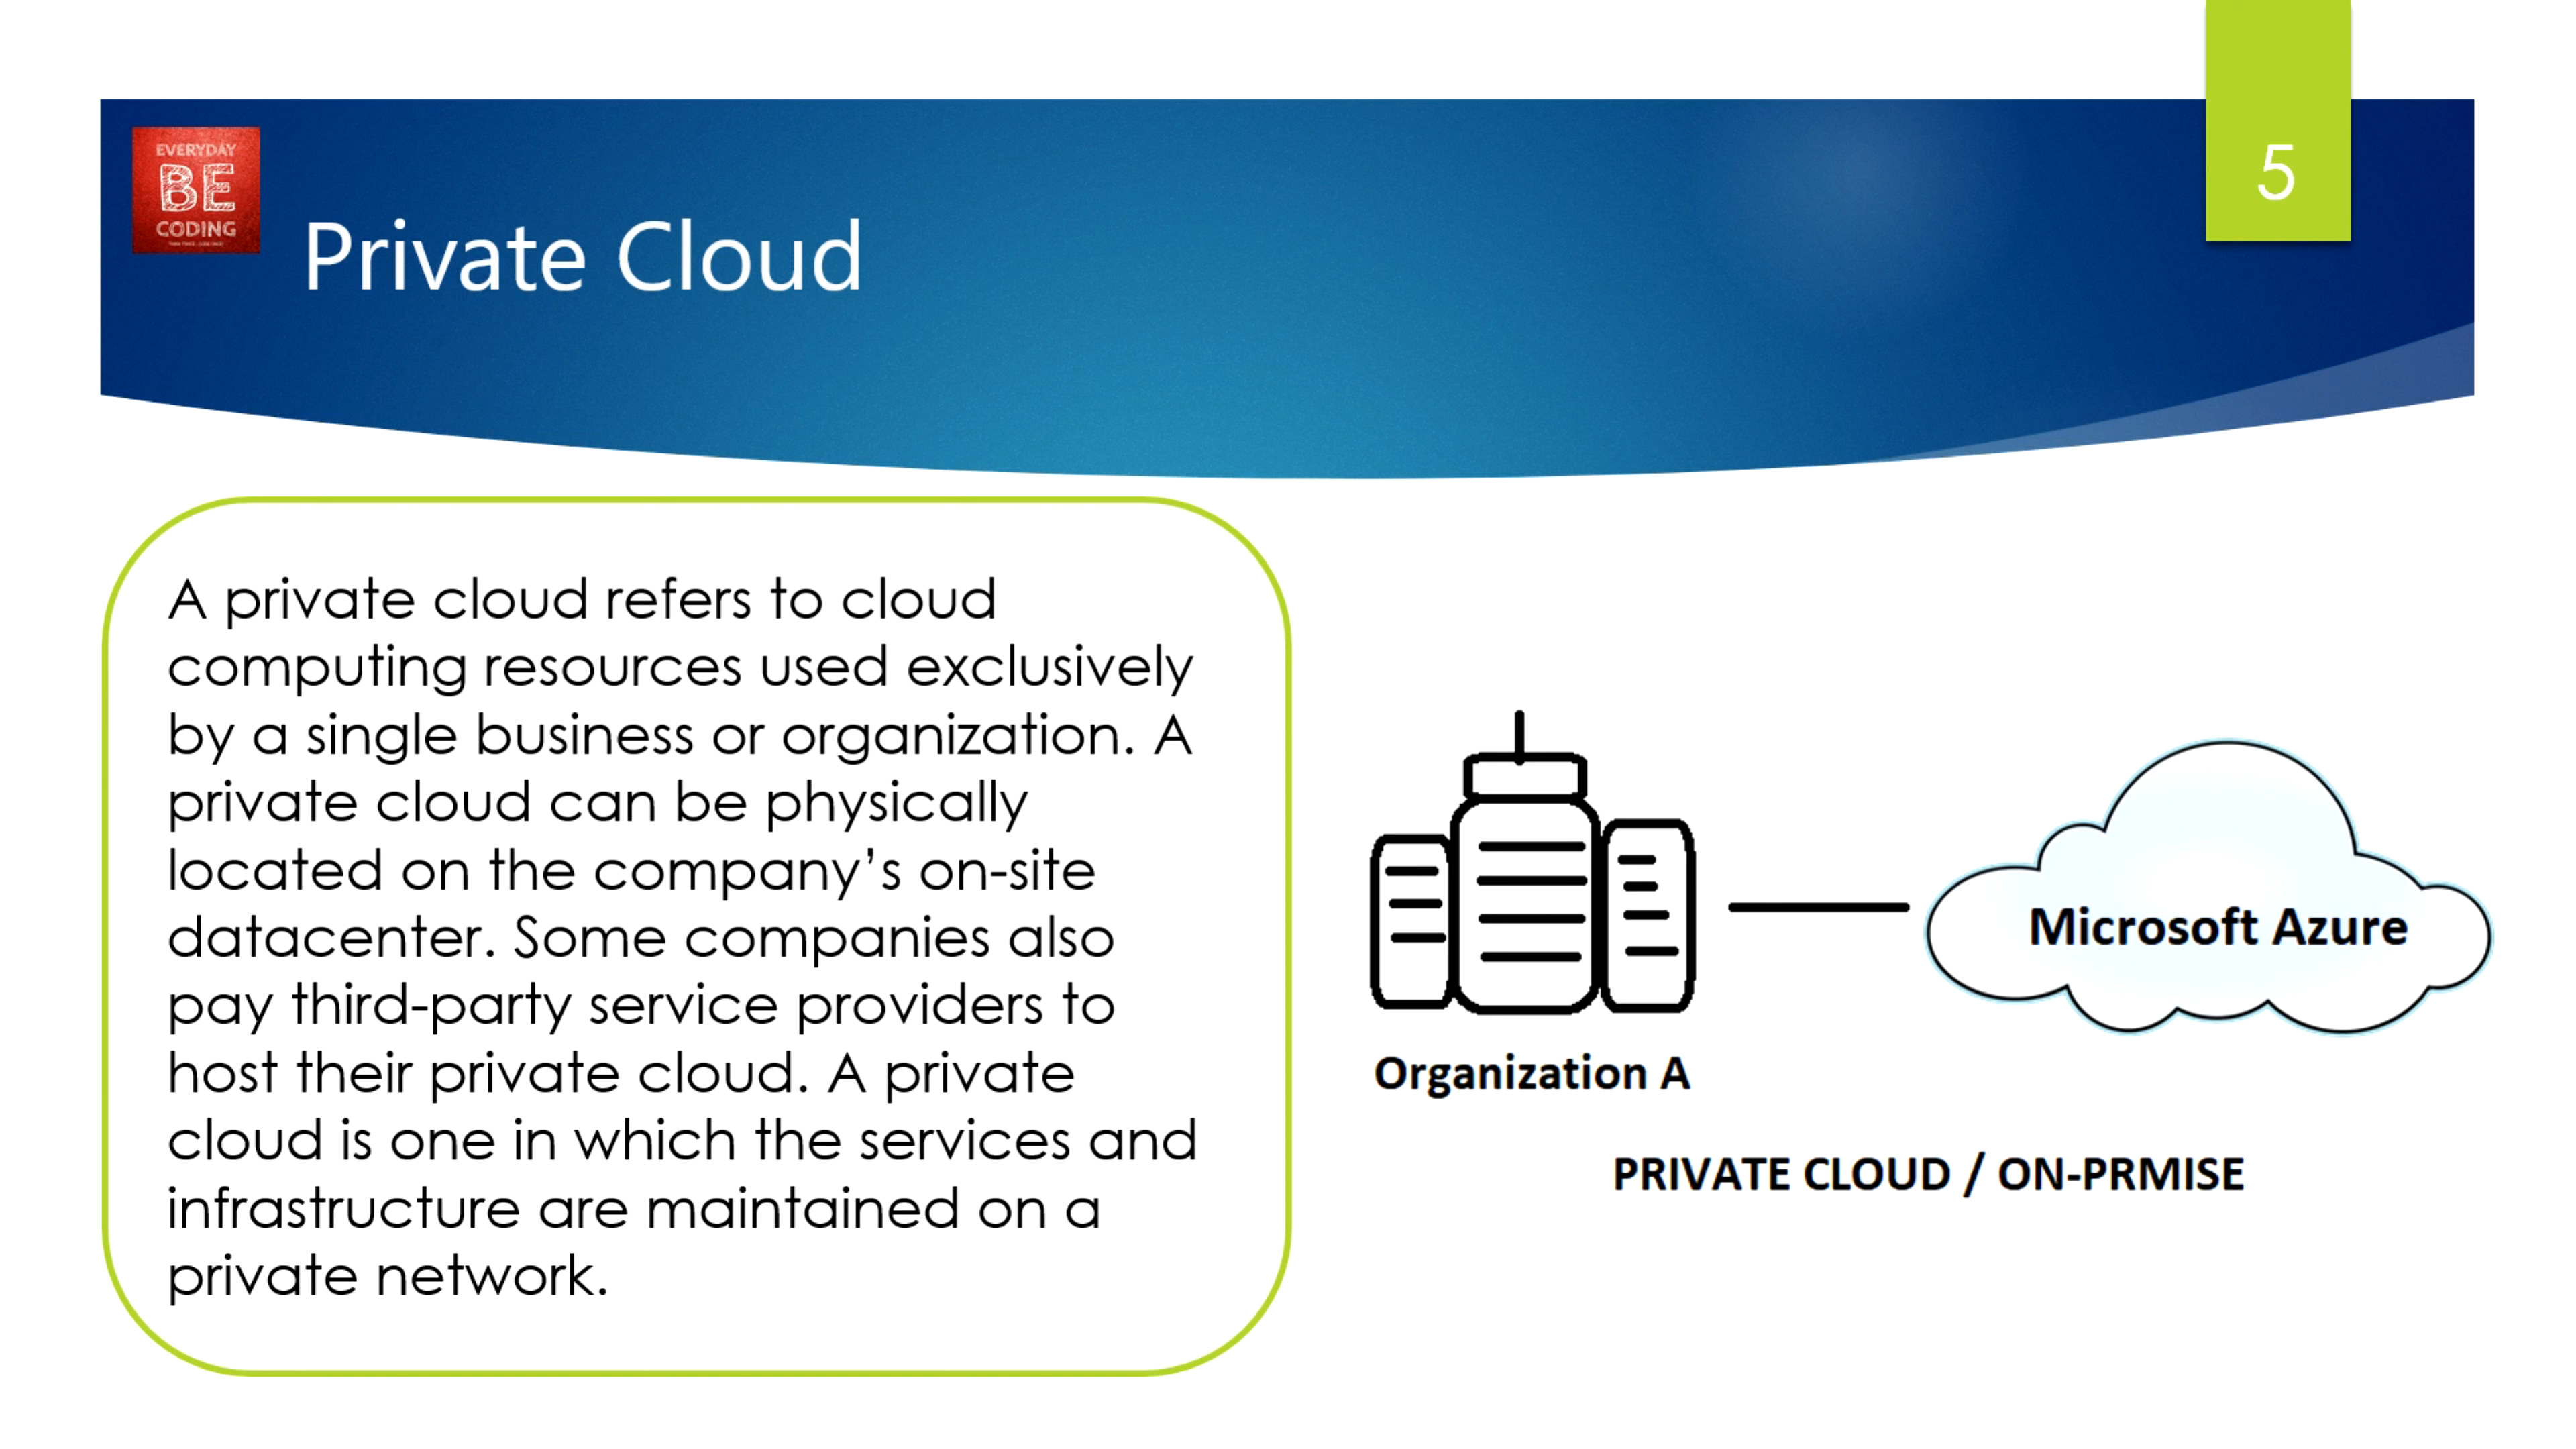 5
EVERYDAY
BE
CODING
Private Cloud
A private cloud refers to cloud
computing resources used exclusively
by a single business or organization. A
private cloud can be physically
located on the company’s on-site
datacenter. Some companies also
pay third-party service providers to
host their private cloud. A private
cloud is one in which the services and
infrastructure are maintained on a
private network.
Microsoft Azure
Organization A
PRIVATE CLOUD / ON-PRMISE